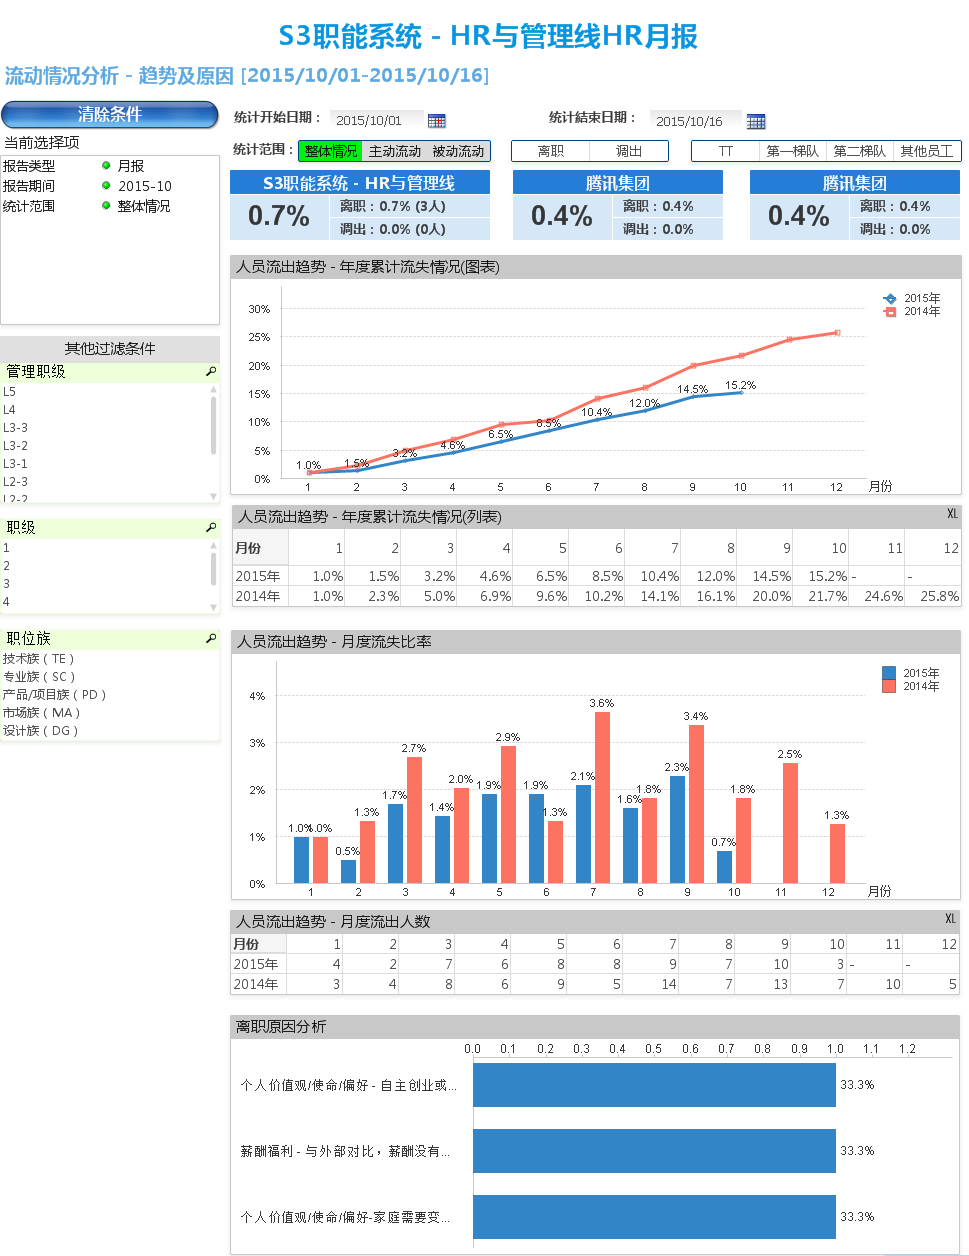 S3职能系统 - HR与管理线HR月报
流动情况分析 - 趋势及原因 [2015/10/01-2015/10/16]
清除条件
当前选择项
报告类型 月报
报告期间 2015-10
统计范围 整体情况
统计开始日期： 2015/10/01 统计结束日期： 2015/10/16
统计范围： 整体情况 主动流动 被动流动 离职 调出 TT 第一梯队 第二梯队 其他员工
S3职能系统 - HR与管理线
0.7%
离职：0.7% (3人)
调出：0.0% (0人)
腾讯集团
0.4%
离职：0.4%
调出：0.0%
腾讯集团
0.4%
离职：0.4%
调出：0.0%
其他过滤条件
管理职级
L5
L4
L3-3
L3-2
L3-1
L2-3
L2-2
职级
1
2
3
4
职位族
技术族（TE）
专业族（SC）
产品/项目族（PD）
市场族（MA）
设计族（DG）
人员流出趋势 - 年度累计流失情况(图表)
2015年
2014年
30%
25%
20%
15%
10%
5%
0%
1.0% 1.5% 3.2% 4.6% 6.5% 8.5% 10.4% 12.0% 14.5% 15.2%
1 2 3 4 5 6 7 8 9 10 11 12 月份
人员流出趋势 - 年度累计流失情况(列表) XL
月份 1 2 3 4 5 6 7 8 9 10 11 12
2015年 1.0% 1.5% 3.2% 4.6% 6.5% 8.5% 10.4% 12.0% 14.5% 15.2% - -
2014年 1.0% 2.3% 5.0% 6.9% 9.6% 10.2% 14.1% 16.1% 20.0% 21.7% 24.6% 25.8%
人员流出趋势 - 月度流失比率
2015年
2014年
4%
3%
2%
1%
0%
1.0% 1.0% 0.5% 1.3% 1.7% 2.7% 1.4% 2.0% 1.9% 2.9% 1.9% 1.3% 2.1% 3.6% 1.6% 1.8% 2.3% 3.4% 0.7% 1.8% 2.5% 1.3%
1 2 3 4 5 6 7 8 9 10 11 12 月份
人员流出趋势 - 月度流出人数 XL
月份 1 2 3 4 5 6 7 8 9 10 11 12
2015年 4 2 7 6 8 8 9 7 10 3 - -
2014年 3 4 8 6 9 5 14 7 13 7 10 5
离职原因分析
0.0 0.1 0.2 0.3 0.4 0.5 0.6 0.7 0.8 0.9 1.0 1.1 1.2
个人价值观/使命/偏好 - 自主创业或... 33.3%
薪酬福利 - 与外部对比，薪酬没有... 33.3%
个人价值观/使命/偏好-家庭需要变... 33.3%